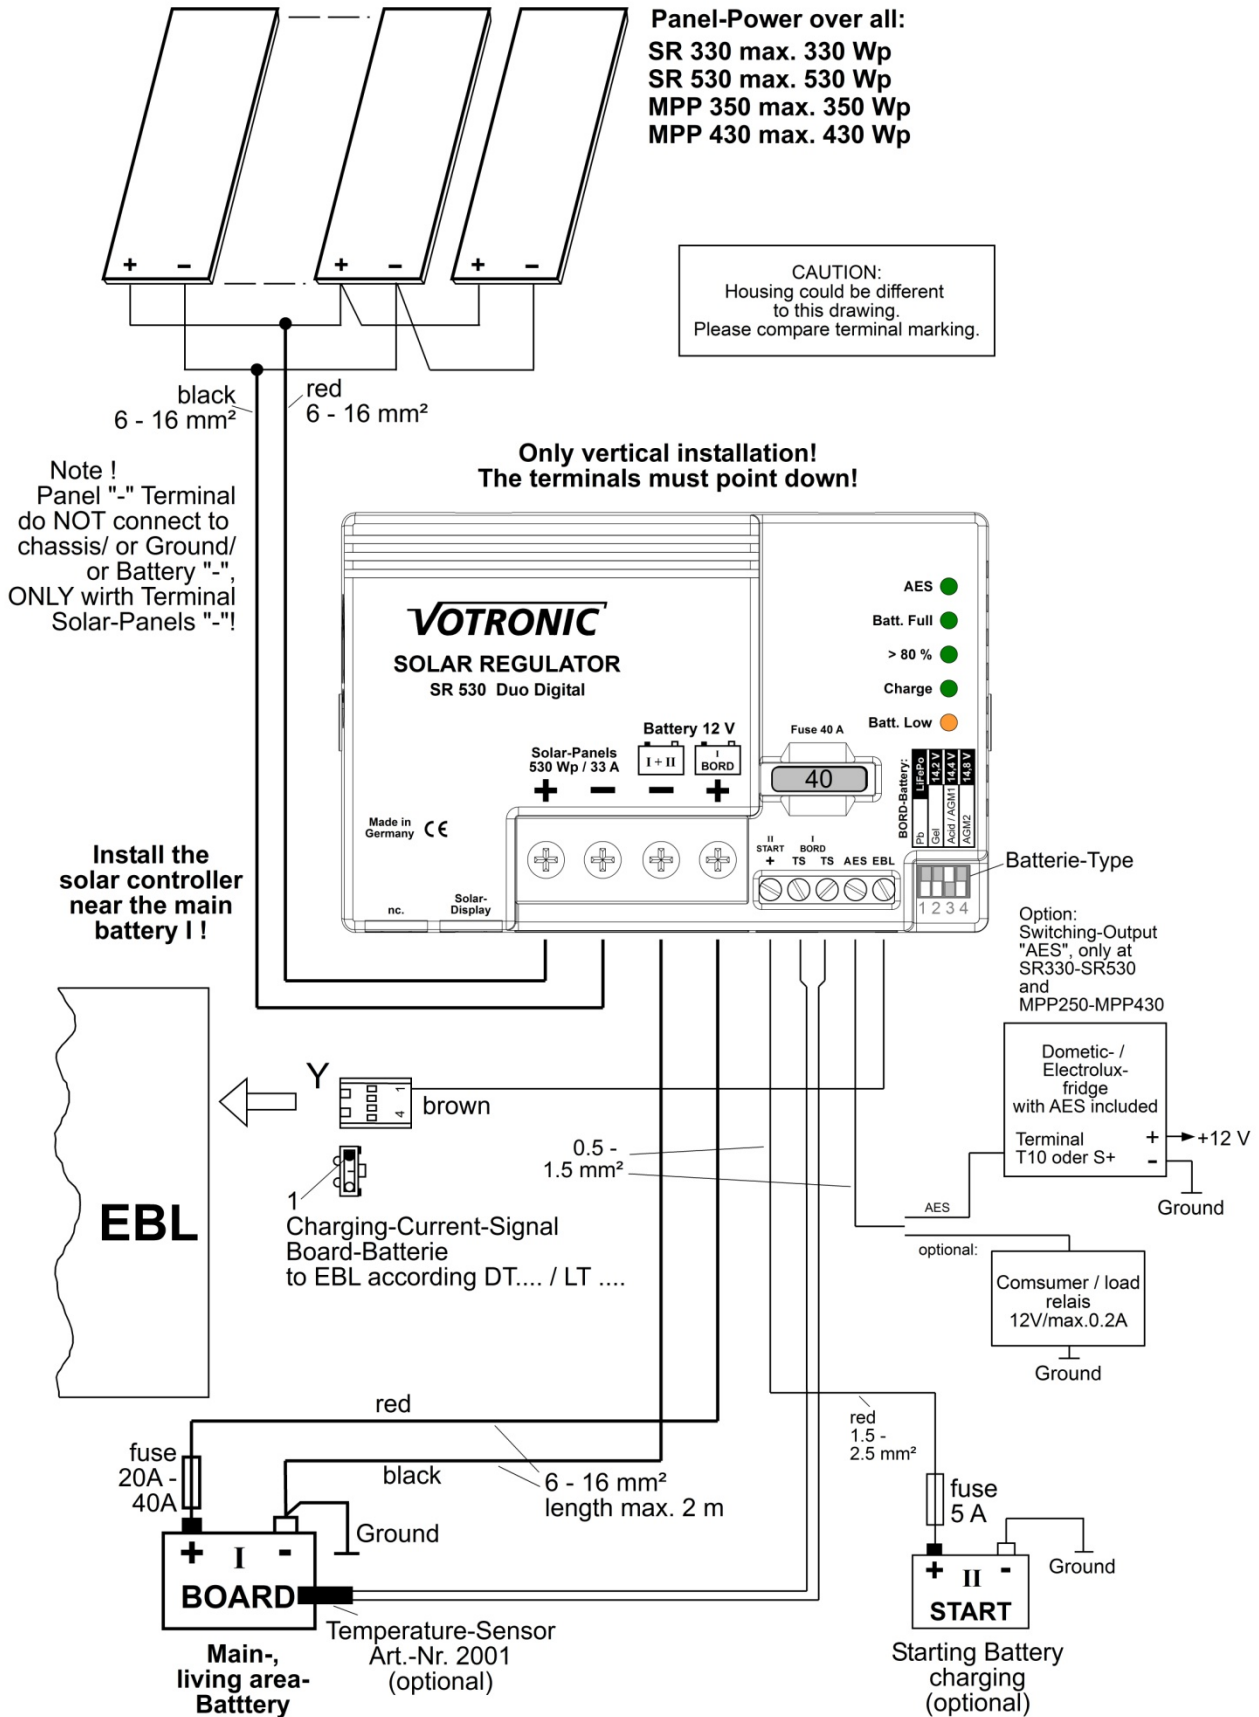 Panel-Power over all:
SR 330 max. 330 Wp
SR 530 max. 530 Wp
MPP 350 max. 350 Wp
MPP 430 max. 430 Wp
+ -
+ -
+ -
CAUTION:
Housing could be different
to this drawing.
Please compare terminal marking.
black
6 - 16 mm²
red
6 - 16 mm²
Note !
Panel "-" Terminal
do NOT connect to
chassis/ or Ground/
or Battery "-",
ONLY wirth Terminal
Solar-Panels "-"!
Only vertical installation!
The terminals must point down!
VOTRONIC
SOLAR REGULATOR
SR 530 Duo Digital
AES
Batt. Full
> 80 %
Charge
Batt. Low
Battery 12 V
Solar-Panels
530 Wp / 33 A
I + II
I
BORD
+ - - +
Fuse 40 A
40
BORD-Battery:
Pb LiFePo
Gel 14,2 V
Acid / AGM1 14,4 V
AGM2 14,8 V
Made in
Germany CE
II
START
+
I
BORD
TS TS AES EBL
1 2 3 4
nc.
Solar-
Display
Batterie-Type
Install the
solar controller
near the main
battery I !
Option:
Switching-Output
"AES", only at
SR330-SR530
and
MPP250-MPP430
Dometic- /
Electrolux-
fridge
with AES included
Terminal
T10 oder S+
+
-
+12 V
Ground
Y
1
4
brown
0.5 -
1.5 mm²
EBL
1
Charging-Current-Signal
Board-Batterie
to EBL according DT.... / LT ....
AES
optional:
Comsumer / load
relais
12V/max.0.2A
Ground
red
fuse
20A -
40A
black
6 - 16 mm²
length max. 2 m
Ground
red
1.5 -
2.5 mm²
fuse
5 A
Ground
+ I -
BOARD
+ II -
START
Temperature-Sensor
Art.-Nr. 2001
(optional)
Main-,
living area-
Batttery
Starting Battery
charging
(optional)